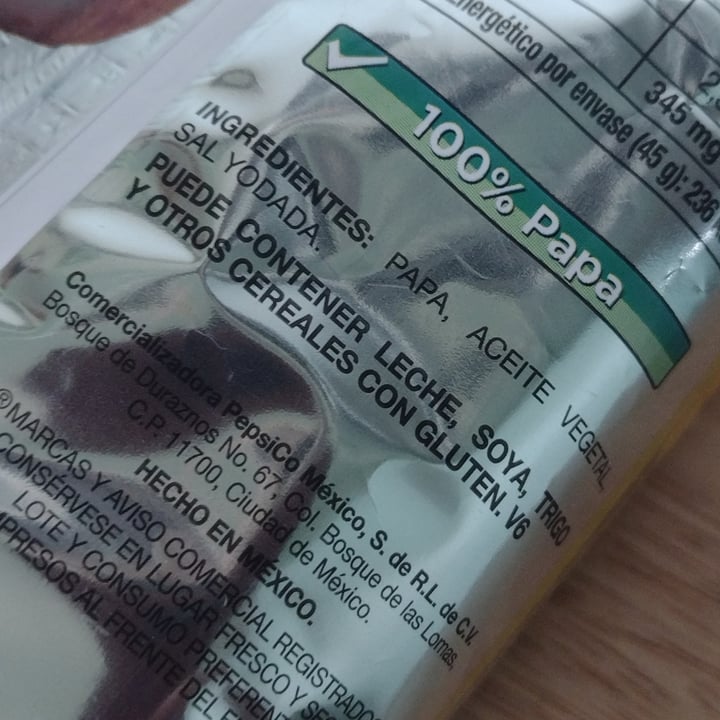 Energético por envase (45 g): 236
345 mg
100% Papa
INGREDIENTES: PAPA, ACEITE VEGETAL,
SAL YODADA.
PUEDE CONTENER LECHE, SOYA, TRIGO
Y OTROS CEREALES CON GLUTEN. V6
Comercializadora PepsiCo México, S. de R.L. de C.V.
Bosque de Duraznos No. 67, Col. Bosque de las Lomas,
C.P. 11700, Ciudad de México.
HECHO EN MÉXICO.
®MARCAS Y AVISO COMERCIAL REGISTRADO
CONSÉRVESE EN LUGAR FRESCO Y
LOTE Y CONSUMO PREFERENT
AL FRENTE DEL